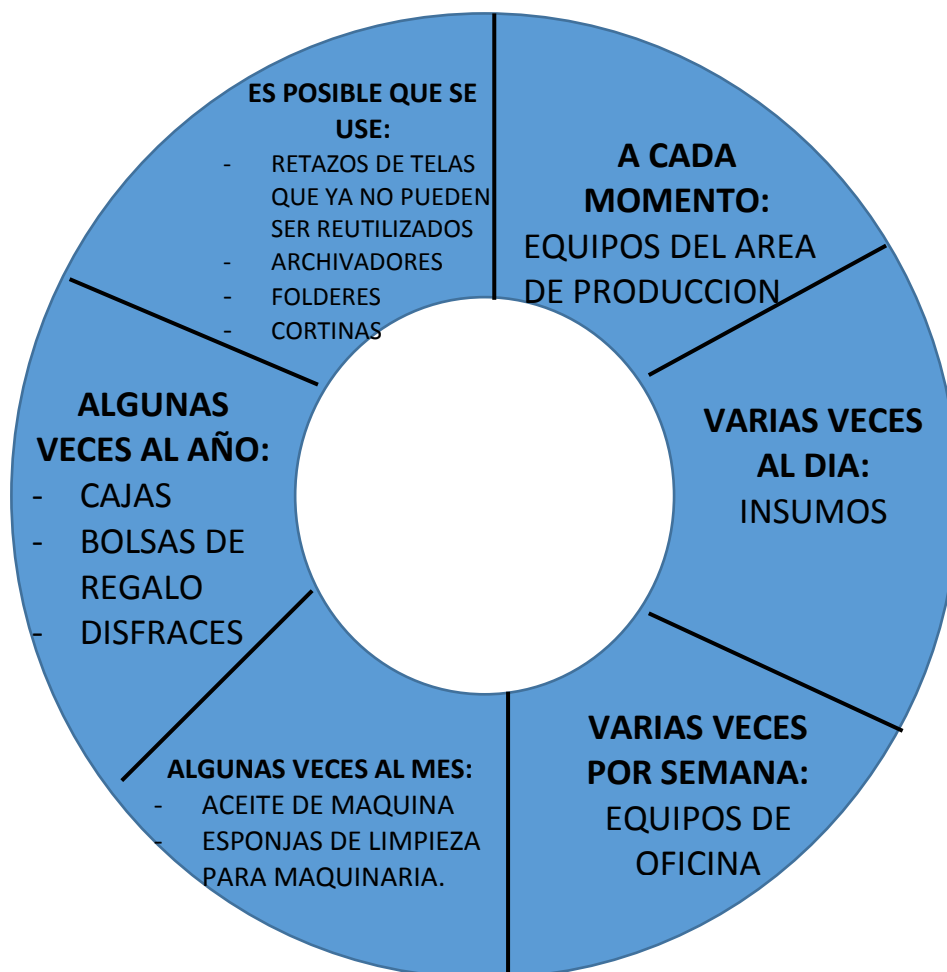 ES POSIBLE QUE SE
USE:
- RETAZOS DE TELAS
QUE YA NO PUEDEN
SER REUTILIZADOS
- ARCHIVADORES
- FOLDERES
- CORTINAS
A CADA
MOMENTO:
EQUIPOS DEL AREA
DE PRODUCCION
VARIAS VECES
AL DIA:
INSUMOS
VARIAS VECES
POR SEMANA:
EQUIPOS DE
OFICINA
ALGUNAS VECES AL MES:
- ACEITE DE MAQUINA
- ESPONJAS DE LIMPIEZA
PARA MAQUINARIA.
ALGUNAS
VECES AL AÑO:
- CAJAS
- BOLSAS DE
REGALO
- DISFRACES